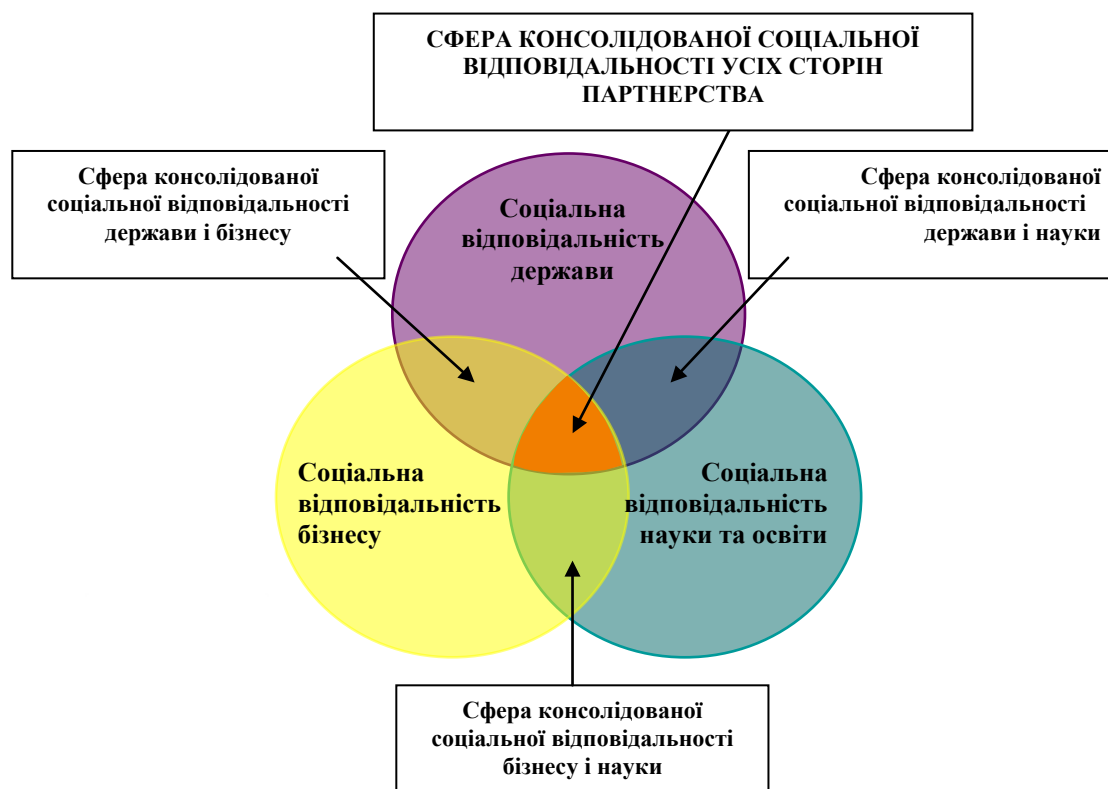 СФЕРА КОНСОЛІДОВАНОЇ СОЦІАЛЬНОЇ
ВІДПОВІДАЛЬНОСТІ УСІХ СТОРІН
ПАРТНЕРСТВА
Сфера консолідованої
соціальної відповідальності
держави і бізнесу
Сфера консолідованої
соціальної відповідальності
держави і науки
Соціальна
відповідальність
держави
Соціальна
відповідальність
бізнесу
Соціальна
відповідальність
науки та освіти
Сфера консолідованої
соціальної відповідальності
бізнесу і науки